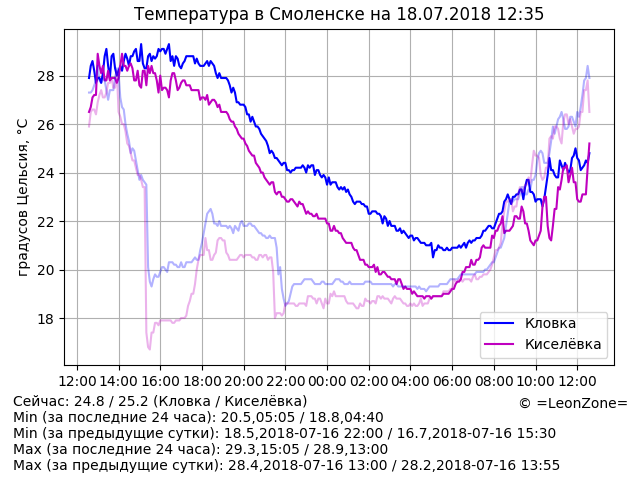 Температура в Смоленске на 18.07.2018 12:35
градусов Цельсия, °C
28
26
24
22
20
18
12:00 14:00 16:00 18:00 20:00 22:00 00:00 02:00 04:00 06:00 08:00 10:00 12:00
Кловка
Киселёвка
Сейчас: 24.8 / 25.2 (Кловка / Киселёвка)
© =LeonZone=
Min (за последние 24 часа): 20.5,05:05 / 18.8,04:40
Min (за предыдущие сутки): 18.5,2018-07-16 22:00 / 16.7,2018-07-16 15:30
Max (за последние 24 часа): 29.3,15:05 / 28.9,13:00
Max (за предыдущие сутки): 28.4,2018-07-16 13:00 / 28.2,2018-07-16 13:55